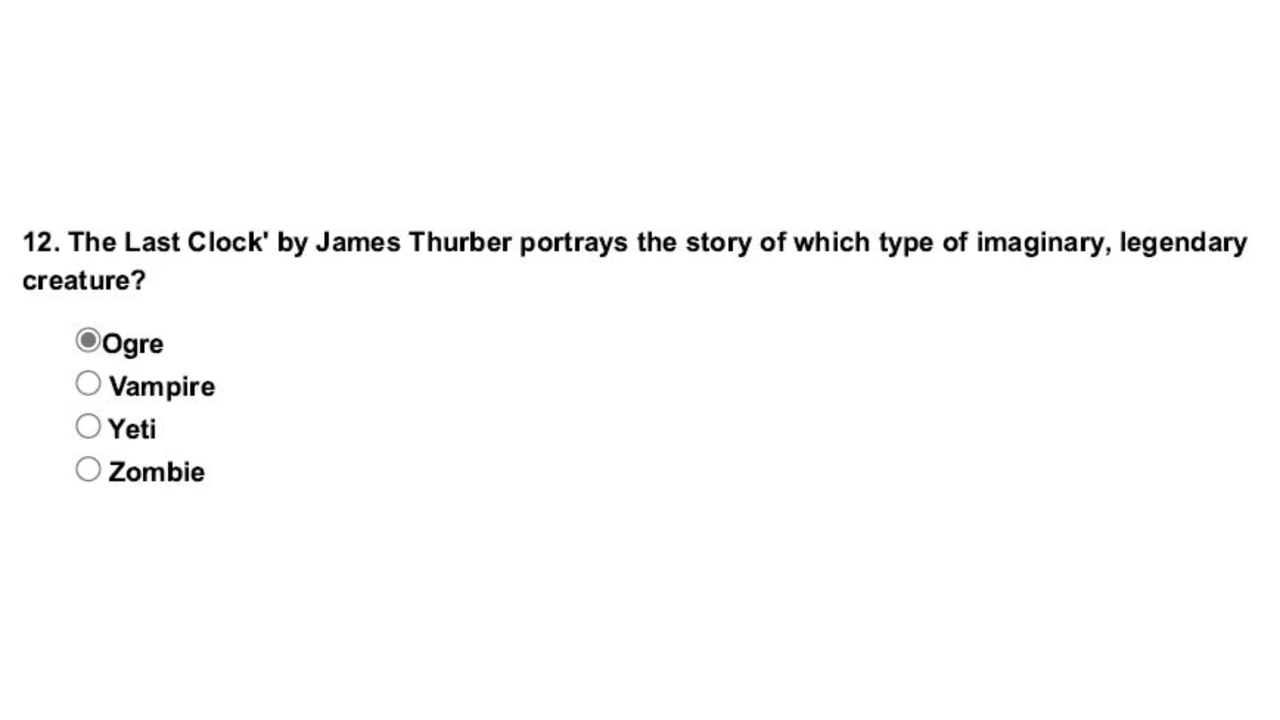 12. The Last Clock' by James Thurber portrays the story of which type of imaginary, legendary
creature?
Ogre
Vampire
Yeti
Zombie